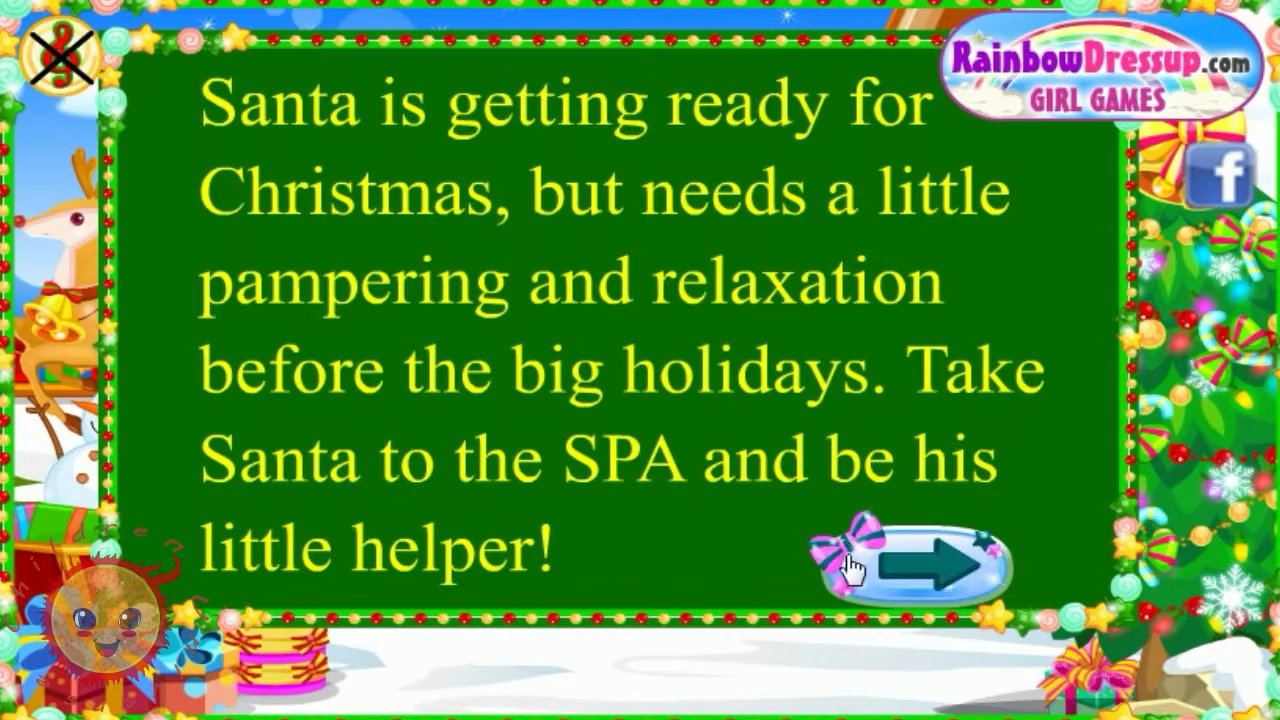 RainbowDressup.com
GIRL GAMES
f
Santa is getting ready for
Christmas, but needs a little
pampering and relaxation
before the big holidays. Take
Santa to the SPA and be his
little helper!